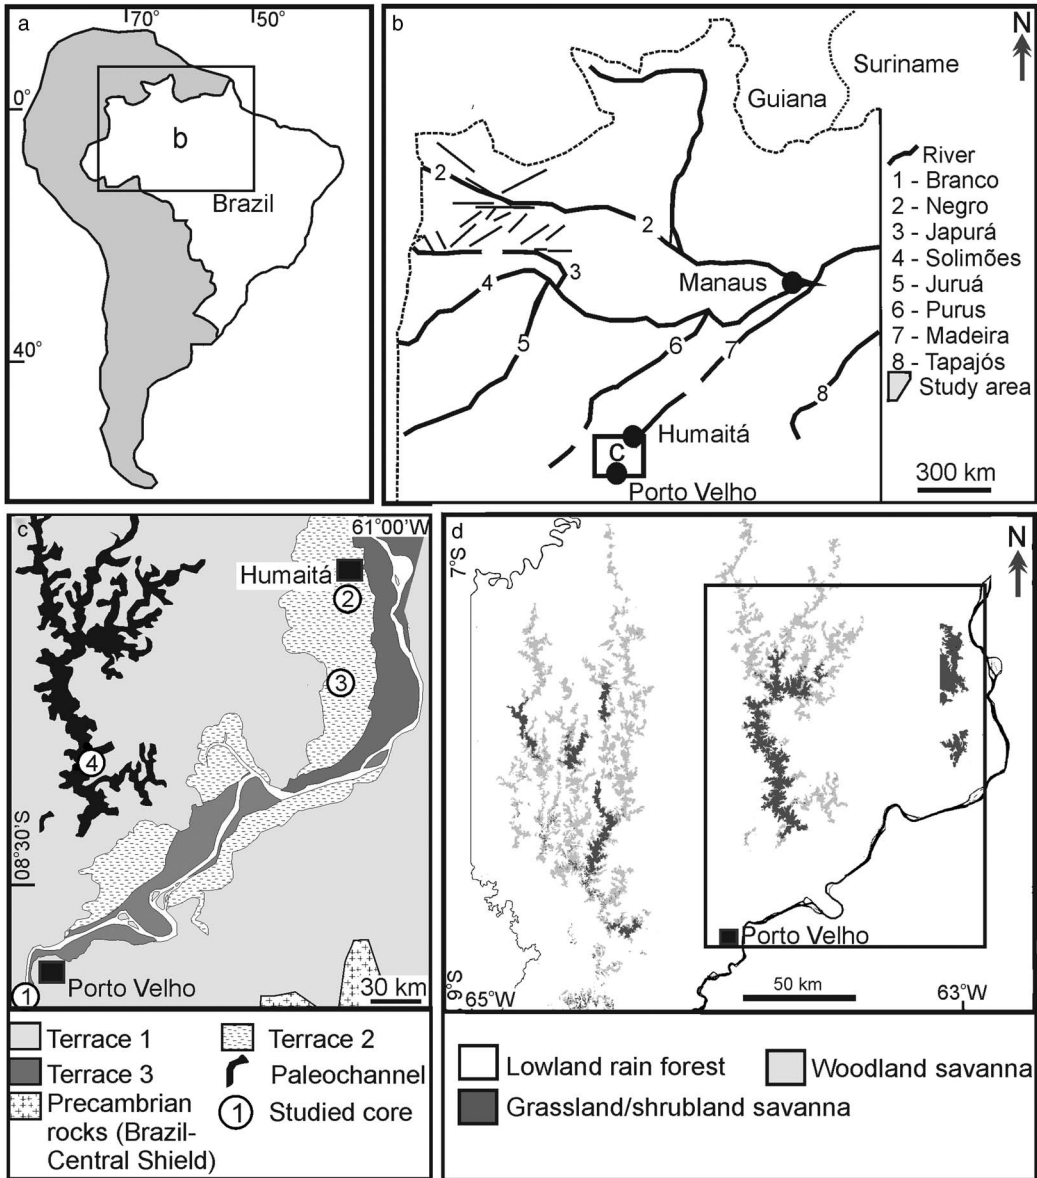 a
70°
50°
0°
b
Brazil
40°
b
N
Suriname
Guiana
2
2
3
4
Manaus
5
6
7
8
Humaitá
C
Porto Velho
River
1 - Branco
2 - Negro
3 - Japurá
4 - Solimões
5 - Juruá
6 - Purus
7 - Madeira
8 - Tapajós
Study area
300 km
c
61°00'W
Humaitá
2
3
4
08°30'S
Porto Velho
1
30 km
Terrace 1
Terrace 2
Terrace 3
Paleochannel
Precambrian
rocks (Brazil-
Central Shield)
1
Studied core
d
N
7°S
Porto Velho
9°S
65°W
50 km
63°W
Lowland rain forest
Woodland savanna
Grassland/shrubland savanna